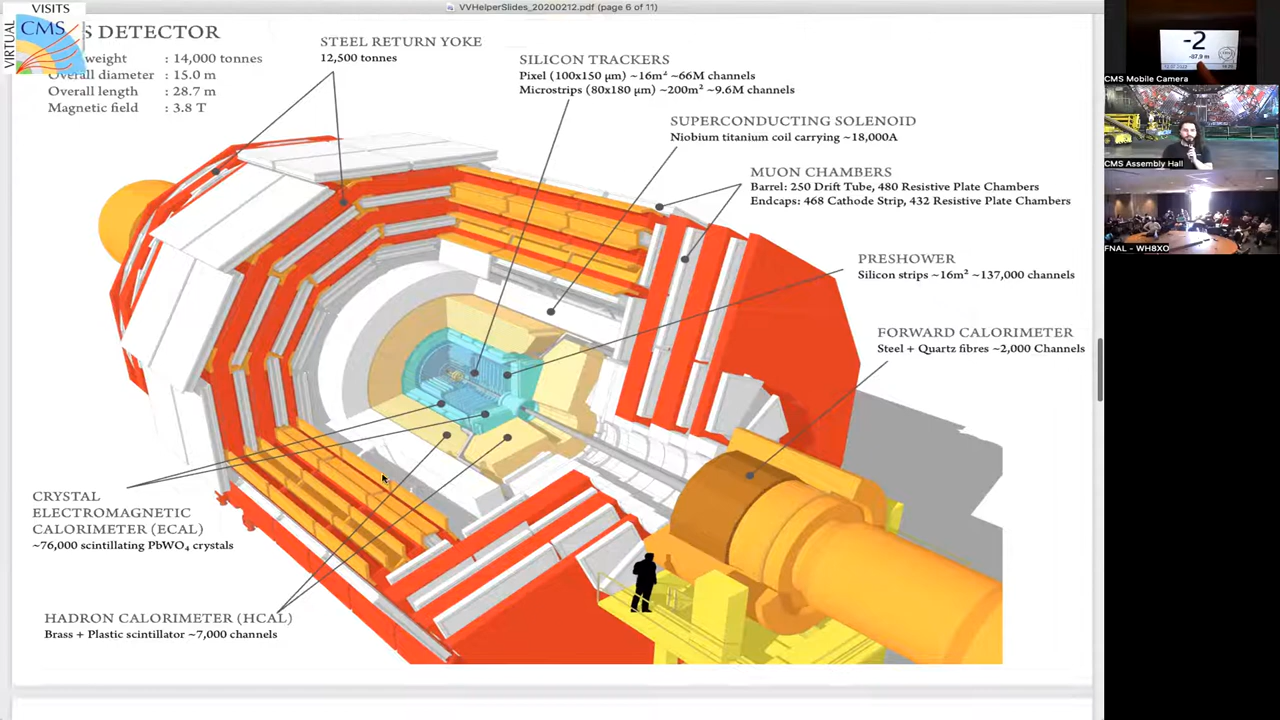 VVHelperSlides_20200212.pdf (page 6 of 11)
VISITS
VIRTUAL
CMS
S DETECTOR
weight : 14,000 tonnes
Overall diameter : 15.0 m
Overall length : 28.7 m
Magnetic field : 3.8 T
STEEL RETURN YOKE
12,500 tonnes
SILICON TRACKERS
Pixel (100x150 μm) ~16m² ~66M channels
Microstrips (80x180 μm) ~200m² ~9.6M channels
SUPERCONDUCTING SOLENOID
Niobium titanium coil carrying ~18,000A
MUON CHAMBERS
Barrel: 250 Drift Tube, 480 Resistive Plate Chambers
Endcaps: 468 Cathode Strip, 432 Resistive Plate Chambers
PRESHOWER
Silicon strips ~16m² ~137,000 channels
FORWARD CALORIMETER
Steel + Quartz fibres ~2,000 Channels
CRYSTAL
ELECTROMAGNETIC
CALORIMETER (ECAL)
~76,000 scintillating PbWO₄ crystals
HADRON CALORIMETER (HCAL)
Brass + Plastic scintillator ~7,000 channels
-2
-87,9 m
CMS Mobile Camera
CMS Assembly Hall
FNAL - WH8XO